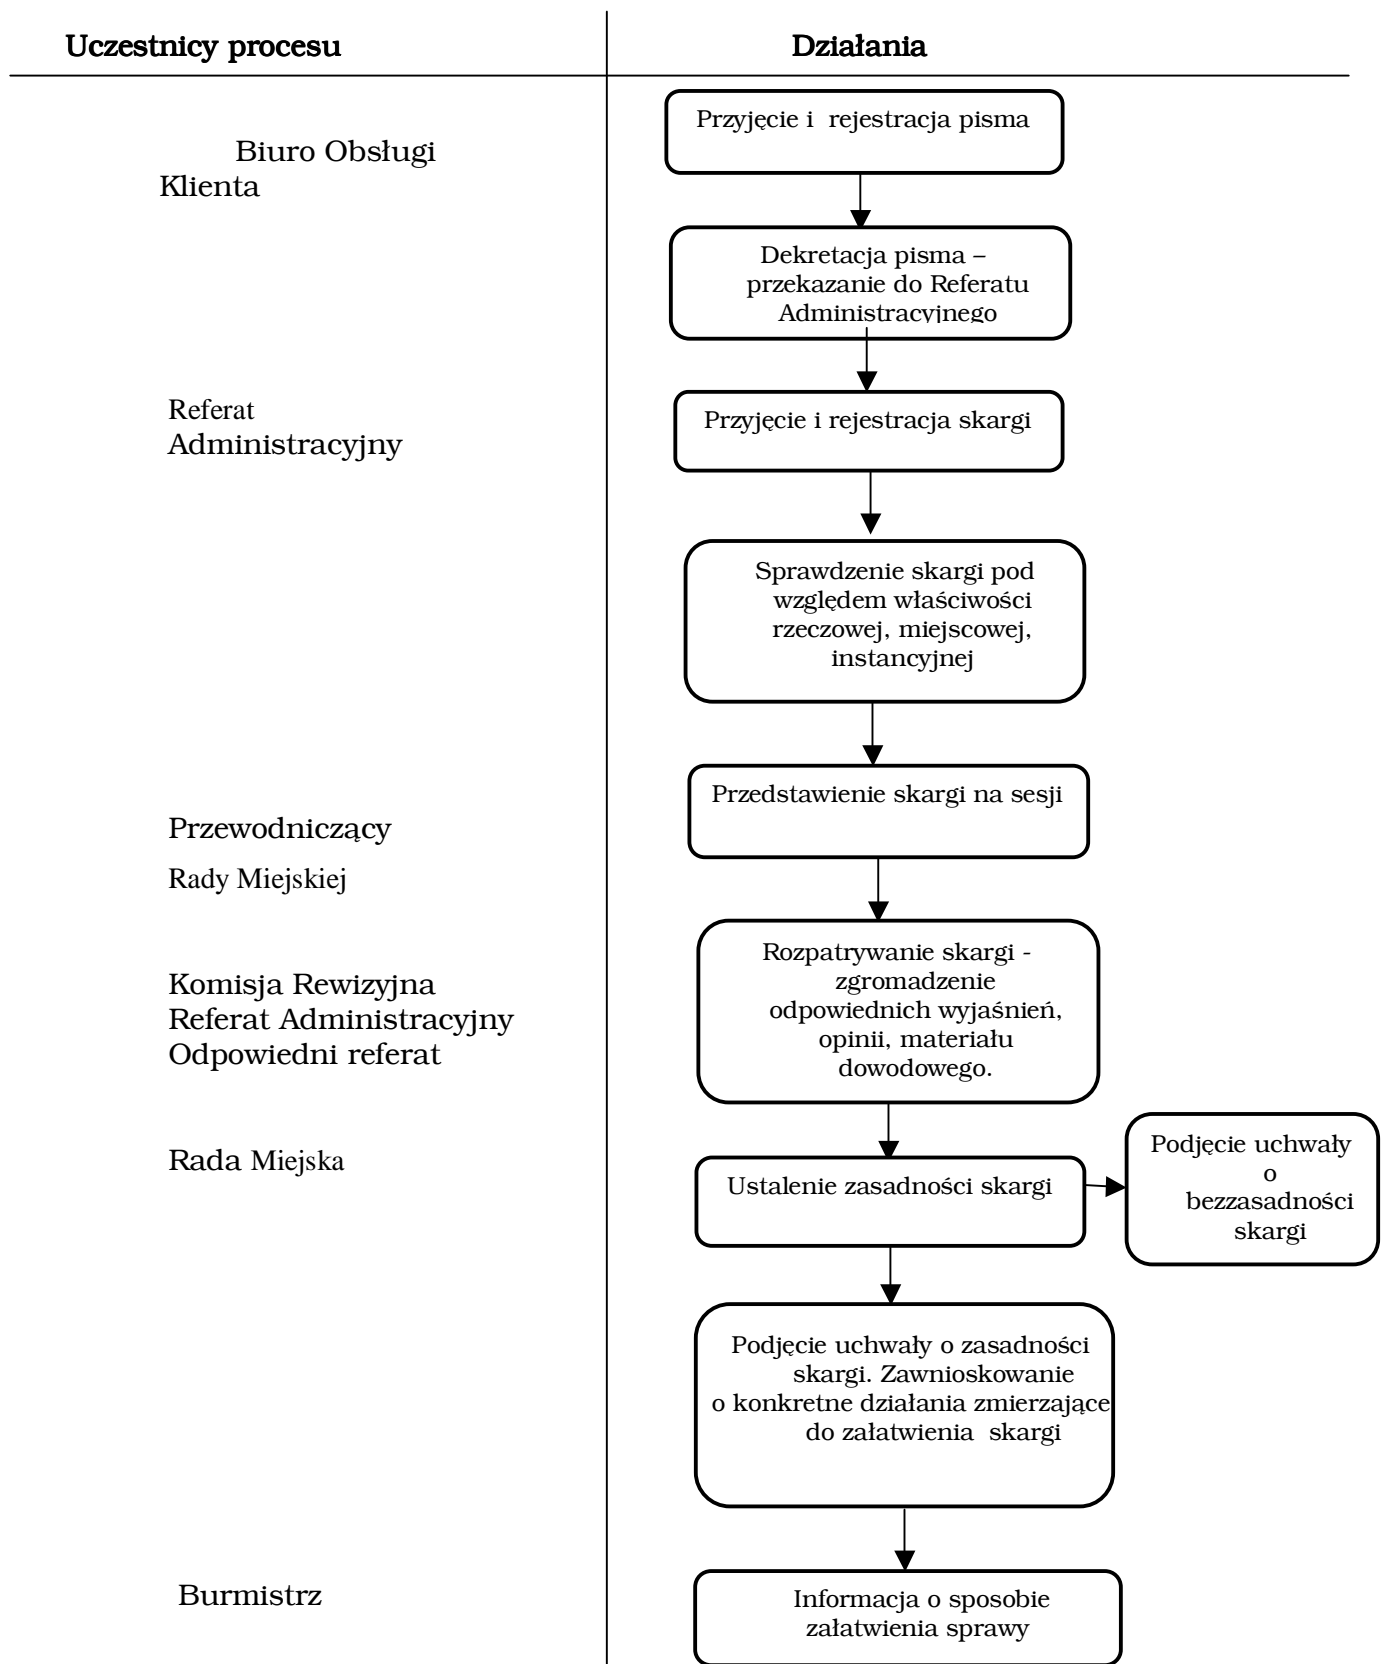 Uczestnicy procesu
Działania
Przyjęcie i rejestracja pisma
Biuro Obsługi
Klienta
Dekretacja pisma –
przekazanie do Referatu
Administracyjnego
Referat
Administracyjny
Przyjęcie i rejestracja skargi
Sprawdzenie skargi pod
względem właściwości
rzeczowej, miejscowej,
instancyjnej
Przedstawienie skargi na sesji
Przewodniczący
Rady Miejskiej
Rozpatrywanie skargi -
zgromadzenie
odpowiednich wyjaśnień,
opinii, materiału
dowodowego.
Komisja Rewizyjna
Referat Administracyjny
Odpowiedni referat
Rada Miejska
Ustalenie zasadności skargi
Podjęcie uchwały
o
bezzasadności
skargi
Podjęcie uchwały o zasadności
skargi. Zawnioskowanie
o konkretne działania zmierzające
do załatwienia skargi
Burmistrz
Informacja o sposobie
załatwienia sprawy